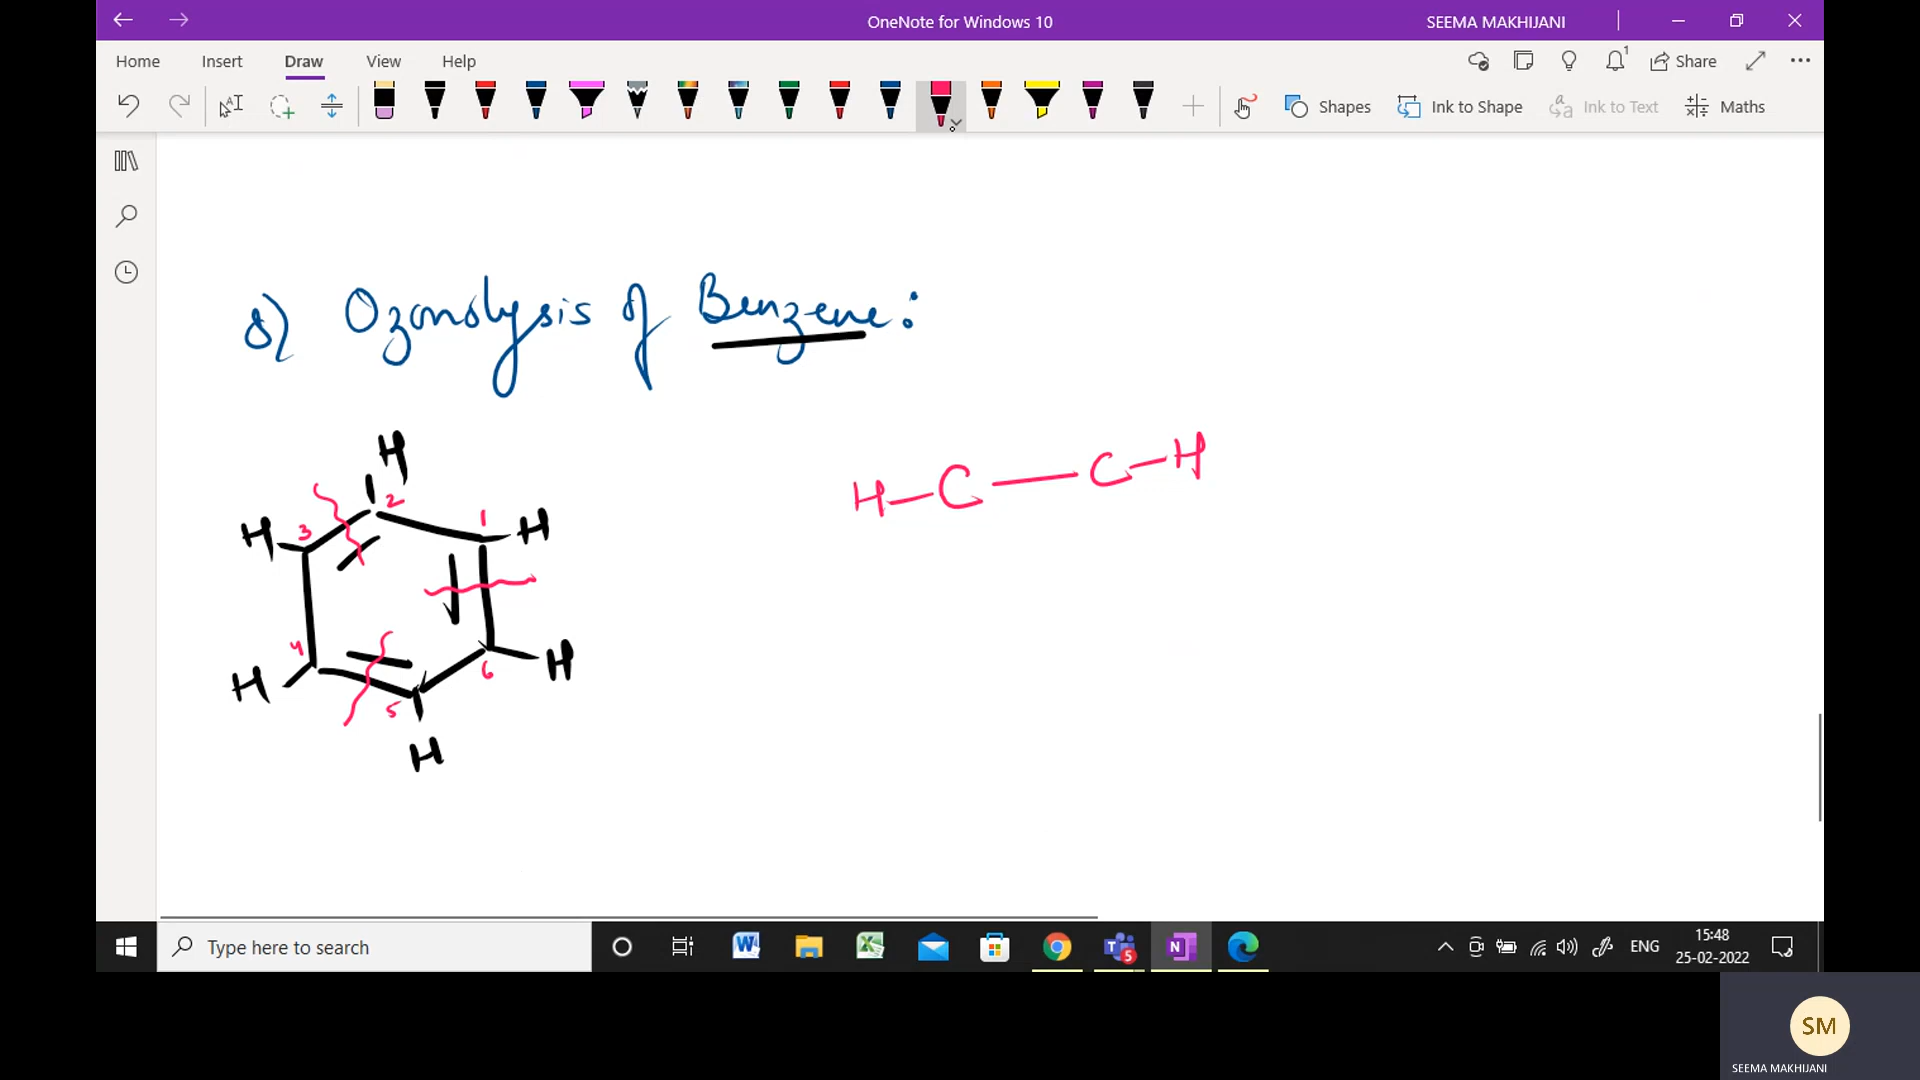 OneNote for Windows 10
SEEMA MAKHIJANI
Home Insert Draw View Help
1
Share
Shapes Ink to Shape Ink to Text Maths
8) Ozonolysis of Benzene:
H
H 3 2 1 H
H 4 5 6 H
H
H—C—C—H
Type here to search
5
ENG
15:48
25-02-2022
SM
SEEMA MAKHIJANI